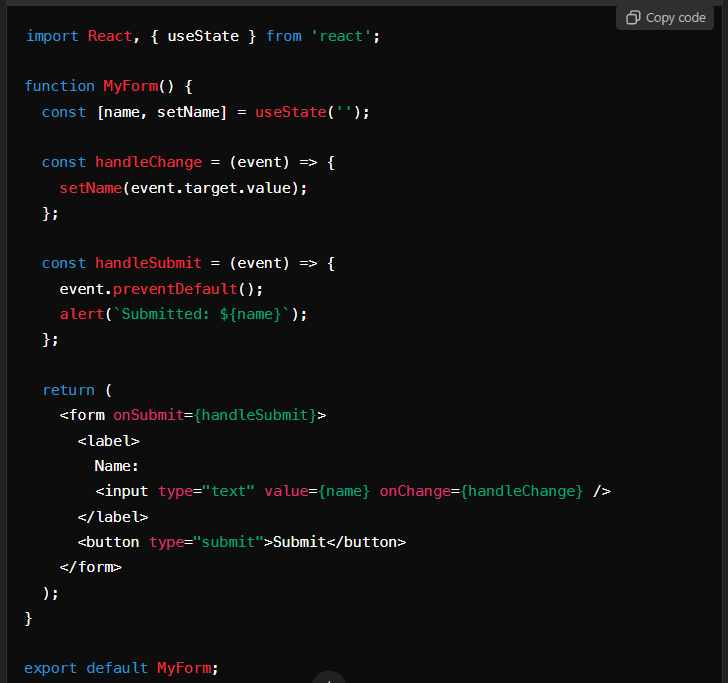 Copy code
import React, { useState } from 'react';
function MyForm() {
const [name, setName] = useState('');
const handleChange = (event) => {
setName(event.target.value);
};
const handleSubmit = (event) => {
event.preventDefault();
alert(`Submitted: ${name}`);
};
return (
<form onSubmit={handleSubmit}>
<label>
Name:
<input type="text" value={name} onChange={handleChange} />
</label>
<button type="submit">Submit</button>
</form>
);
}
export default MyForm;